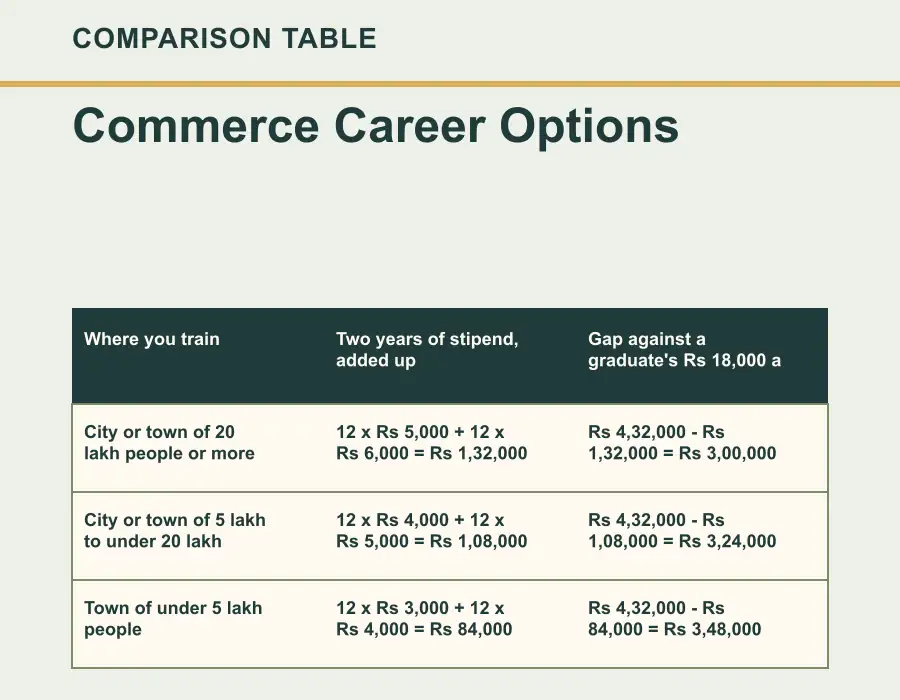 COMPARISON TABLE
Commerce Career Options
Where you train
Two years of stipend,
added up
Gap against a
graduate's Rs 18,000 a
City or town of 20
lakh people or more
12 x Rs 5,000 + 12 x
Rs 6,000 = Rs 1,32,000
Rs 4,32,000 - Rs
1,32,000 = Rs 3,00,000
City or town of 5 lakh
to under 20 lakh
12 x Rs 4,000 + 12 x
Rs 5,000 = Rs 1,08,000
Rs 4,32,000 - Rs
1,08,000 = Rs 3,24,000
Town of under 5 lakh
people
12 x Rs 3,000 + 12 x
Rs 4,000 = Rs 84,000
Rs 4,32,000 - Rs
84,000 = Rs 3,48,000